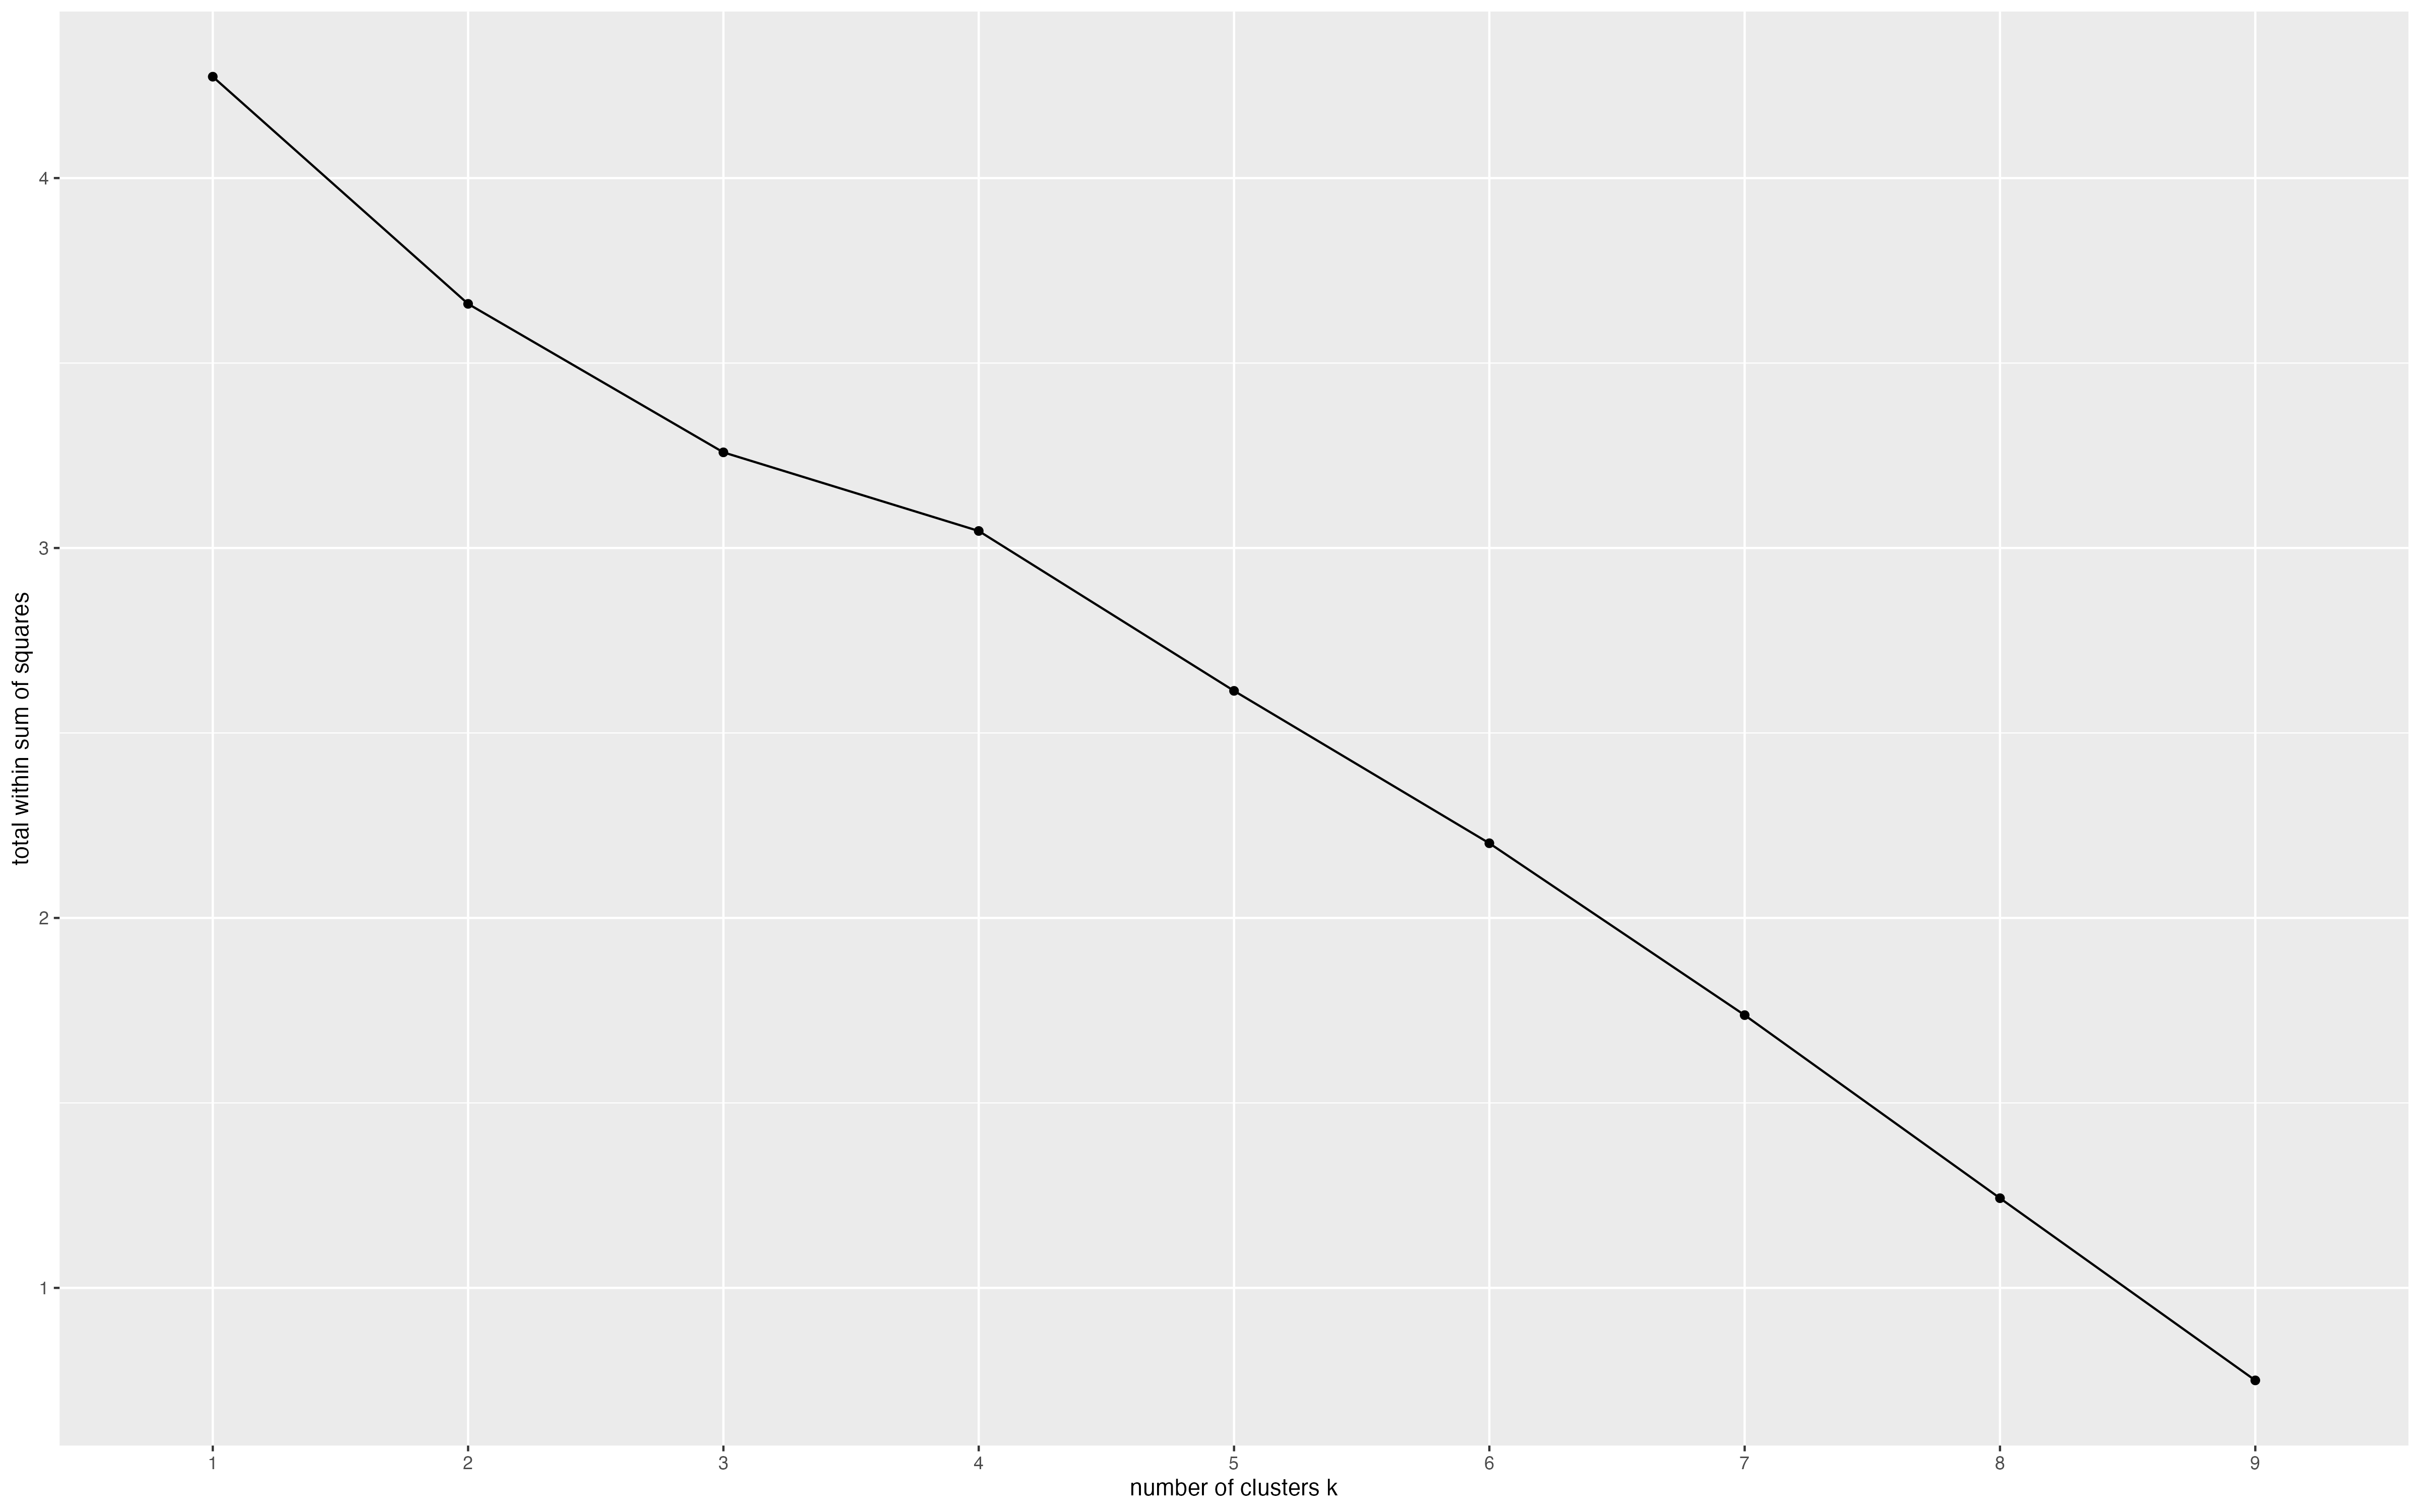 4
3
2
1
total within sum of squares
1 2 3 4 5 6 7 8 9
number of clusters k